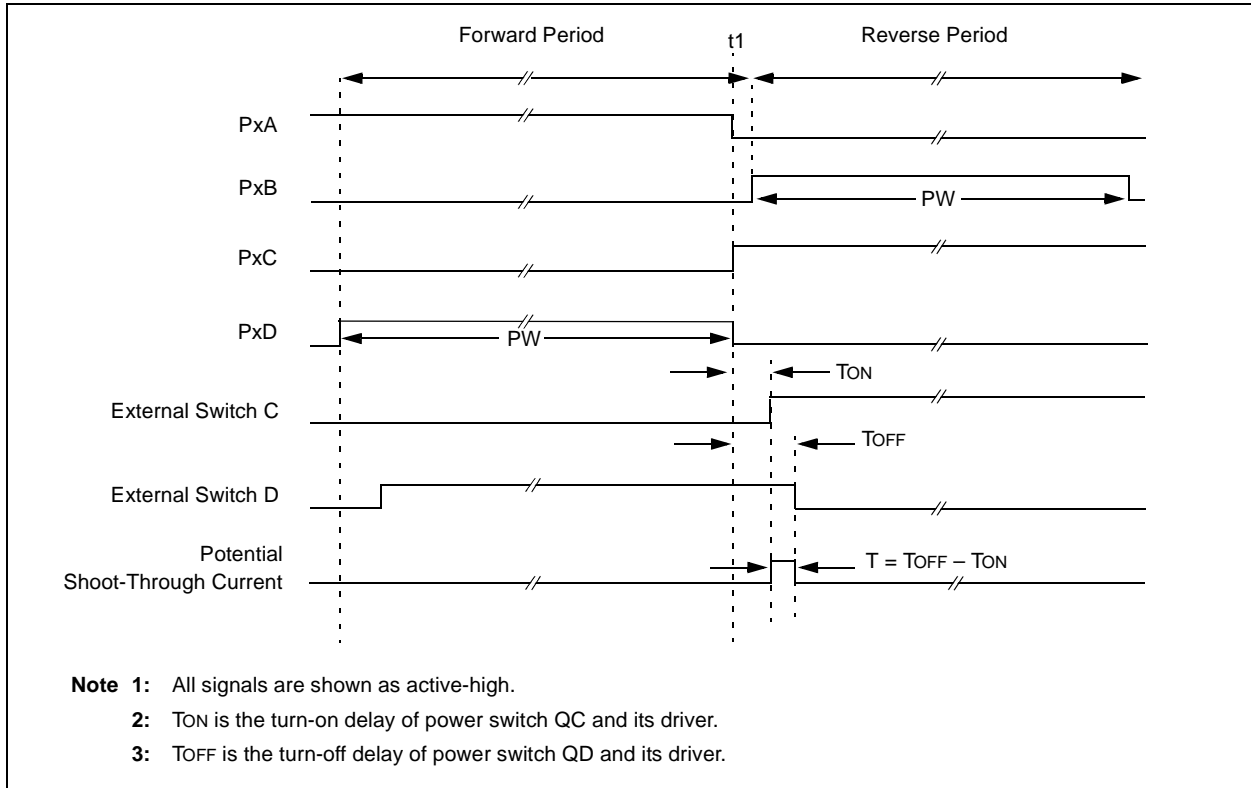 Forward Period
t1
Reverse Period
PxA
PxB
PW
PxC
PxD
PW
TON
External Switch C
TOFF
External Switch D
Potential
Shoot-Through Current
T = TOFF – TON
Note 1: All signals are shown as active-high.
2: TON is the turn-on delay of power switch QC and its driver.
3: TOFF is the turn-off delay of power switch QD and its driver.